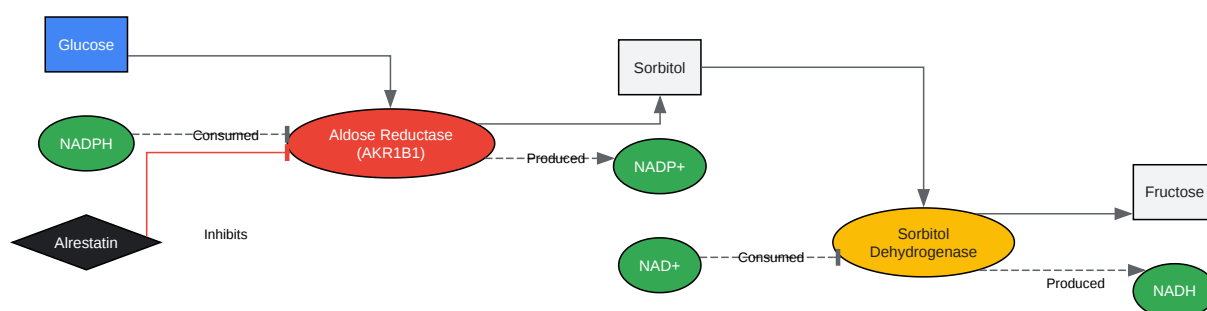 Glucose
Sorbitol
NADPH
Consumed
Aldose Reductase
(AKR1B1)
Produced
NADP+
Fructose
Alrestatin
Inhibits
NAD+
Consumed
Sorbitol
Dehydrogenase
Produced
NADH